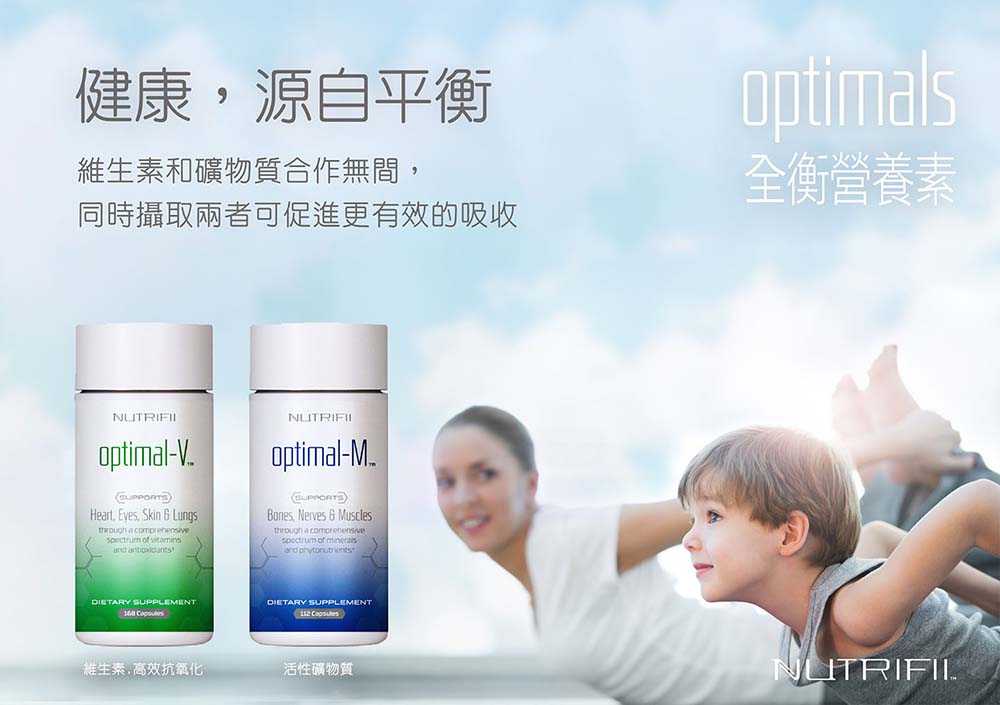 健康，源自平衡
維生素和礦物質合作無間，
同時攝取兩者可促進更有效的吸收
optimals
全衡營養素
NUTRIFII
optimal-V™
SUPPORTS
Heart, Eyes, Skin & Lungs
through a comprehensive
spectrum of vitamins
and antioxidants†
DIETARY SUPPLEMENT
168 Capsules
維生素．高效抗氧化
NUTRIFII
optimal-M™
SUPPORTS
Bones, Nerves & Muscles
through a comprehensive
spectrum of minerals
and phytonutrients†
DIETARY SUPPLEMENT
112 Capsules
活性礦物質
NUTRIFII™